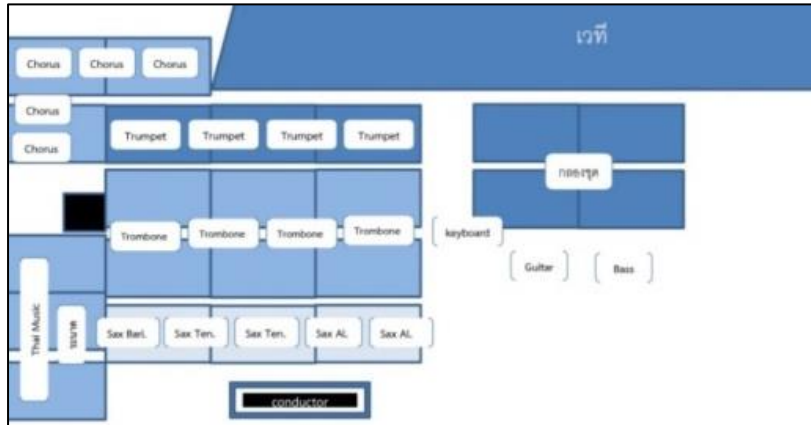 เวที
Chorus Chorus Chorus
Chorus
Chorus
Trumpet Trumpet Trumpet Trumpet
กลองชุด
Trombone Trombone Trombone Trombone keyboard
Guitar Bass
Thai Music
Sax Bari. Sax Ten. Sax Ten. Sax Al. Sax Al.
conductor